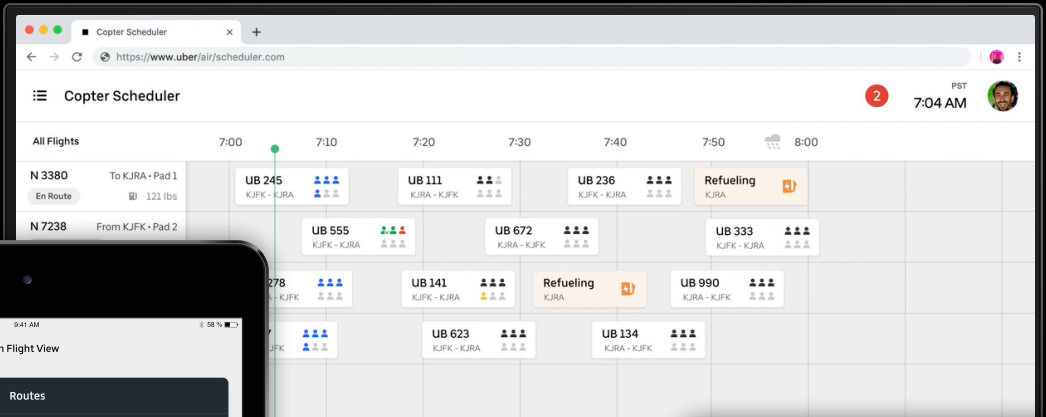 Copter Scheduler
https://www.uber/air/scheduler.com
Copter Scheduler
2
PST
7:04 AM
All Flights
7:00 7:10 7:20 7:30 7:40 7:50 8:00
N 3380 To KJRA • Pad 1
En Route 121 lbs
UB 245
KJFK - KJRA
UB 111
KJRA - KJFK
UB 236
KJFK - KJRA
Refueling
KJRA
N 7238 From KJFK • Pad 2
UB 555
KJFK - KJRA
UB 672
KJRA - KJFK
UB 333
KJFK - KJRA
278
- KJFK
UB 141
KJFK - KJRA
Refueling
KJRA
UB 990
KJRA - KJFK
JFK
UB 623
KJFK - KJRA
UB 134
KJRA - KJFK
9:41 AM 58 %
Flight View
Routes